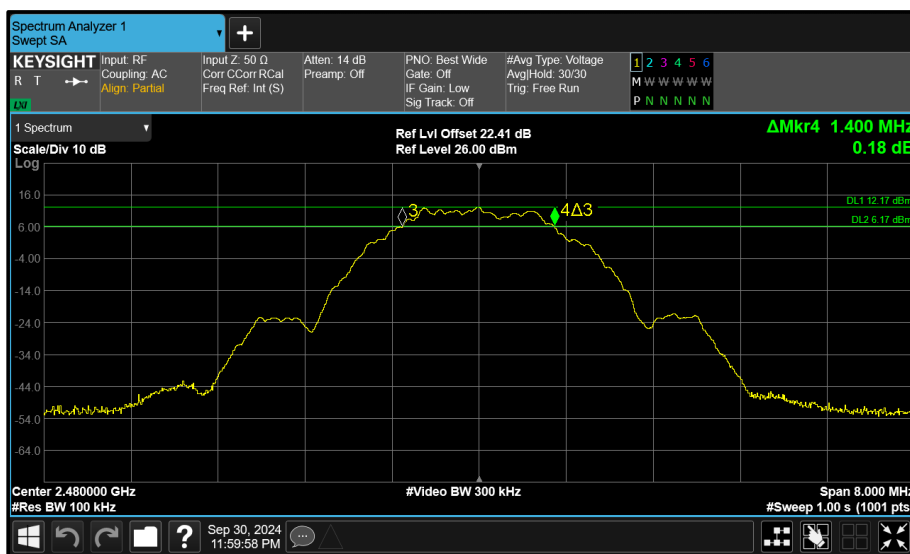 Spectrum Analyzer 1
Swept SA
KEYSIGHT
R T
LXI
Input: RF
Coupling: AC
Align: Partial
Input Z: 50 Ω
Corr CCorr RCal
Freq Ref: Int (S)
Atten: 14 dB
Preamp: Off
PNO: Best Wide
Gate: Off
IF Gain: Low
Sig Track: Off
#Avg Type: Voltage
Avg|Hold: 30/30
Trig: Free Run
1 2 3 4 5 6
M W W W W W
P N N N N N
1 Spectrum
Scale/Div 10 dB
Log
Ref Lvl Offset 22.41 dB
Ref Level 26.00 dBm
ΔMkr4 1.400 MHz
0.18 dB
16.0
6.00
-4.00
-14.0
-24.0
-34.0
-44.0
-54.0
-64.0
3
4Δ3
DL1 12.17 dBm
DL2 6.17 dBm
Center 2.480000 GHz
#Res BW 100 kHz
#Video BW 300 kHz
Span 8.000 MHz
#Sweep 1.00 s (1001 pts
?
Sep 30, 2024
11:59:58 PM